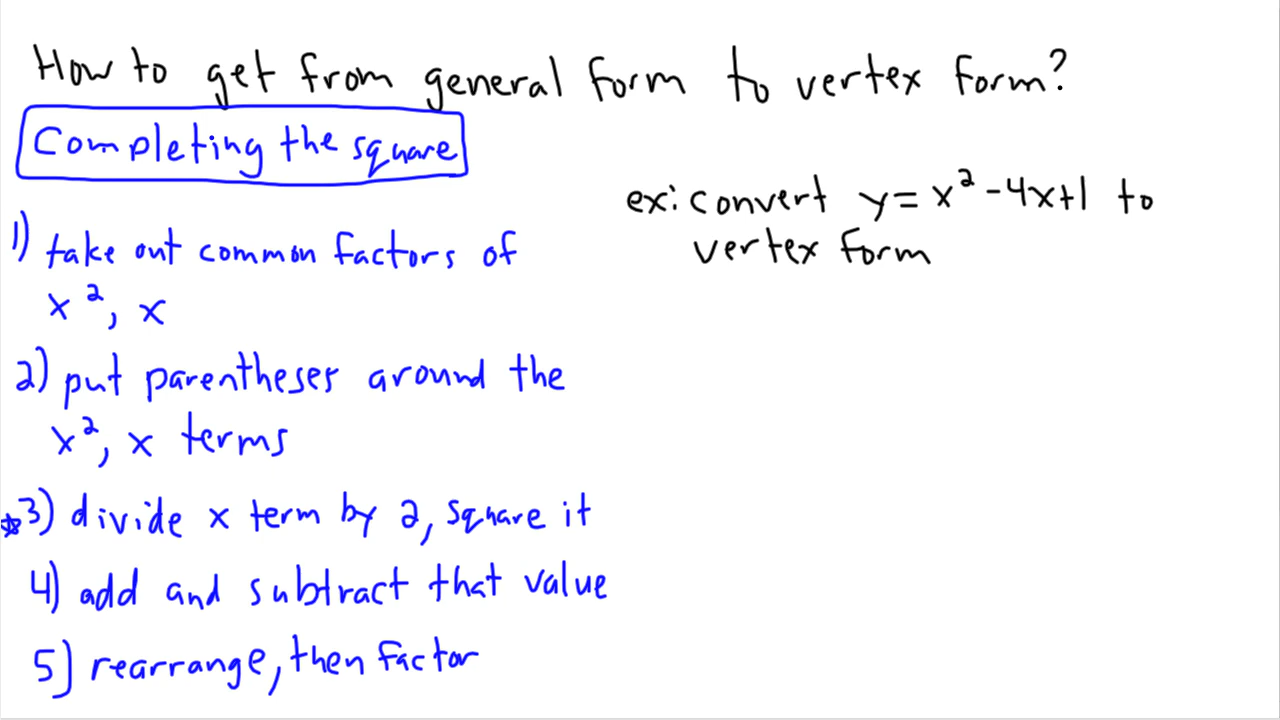 How to get from general form to vertex form?
Completing the square
1) take out common factors of
x², x
2) put parentheses around the
x², x terms
☆3) divide x term by 2, square it
4) add and subtract that value
5) rearrange, then factor
ex: convert y = x² - 4x+1 to
vertex form